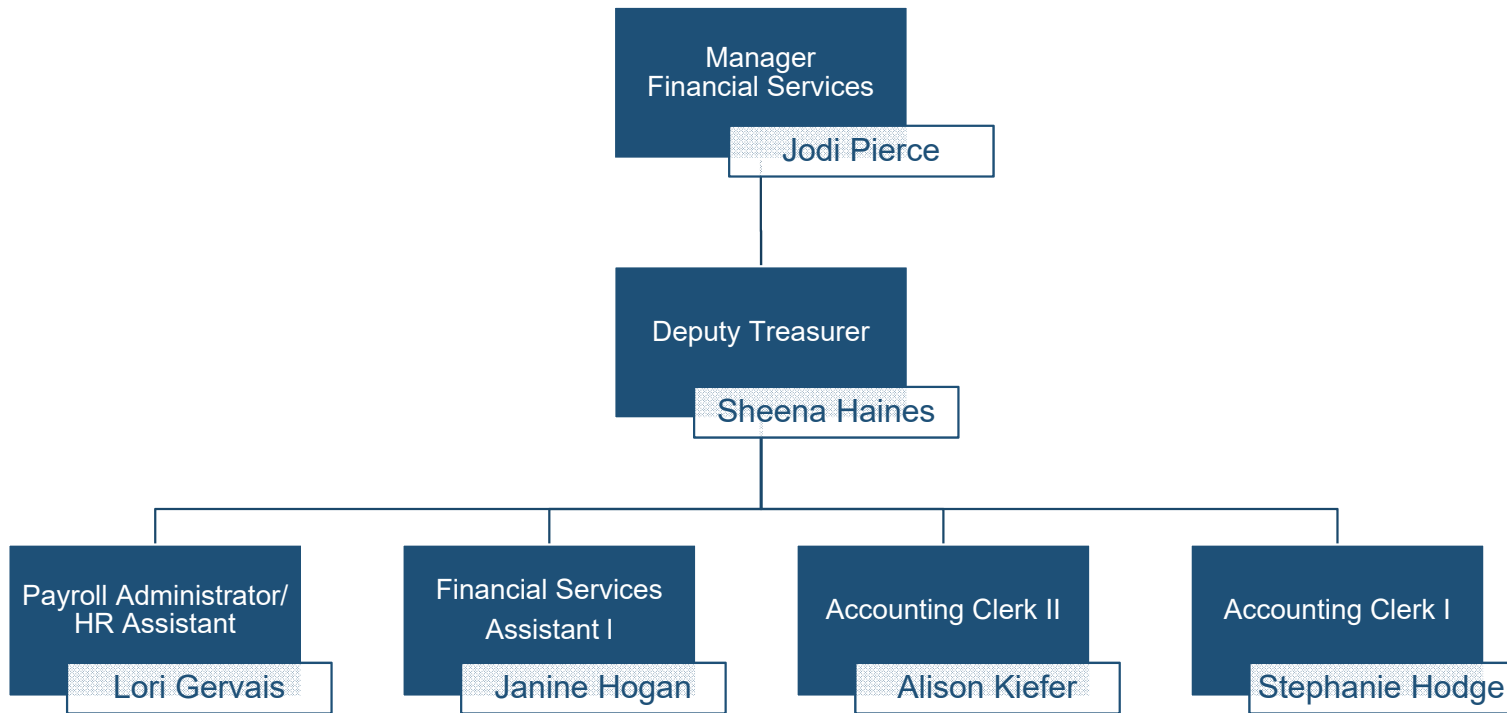 Manager
Financial Services
Jodi Pierce
Deputy Treasurer
Sheena Haines
Payroll Administrator/
HR Assistant
Lori Gervais
Financial Services
Assistant I
Janine Hogan
Accounting Clerk II
Alison Kiefer
Accounting Clerk I
Stephanie Hodge